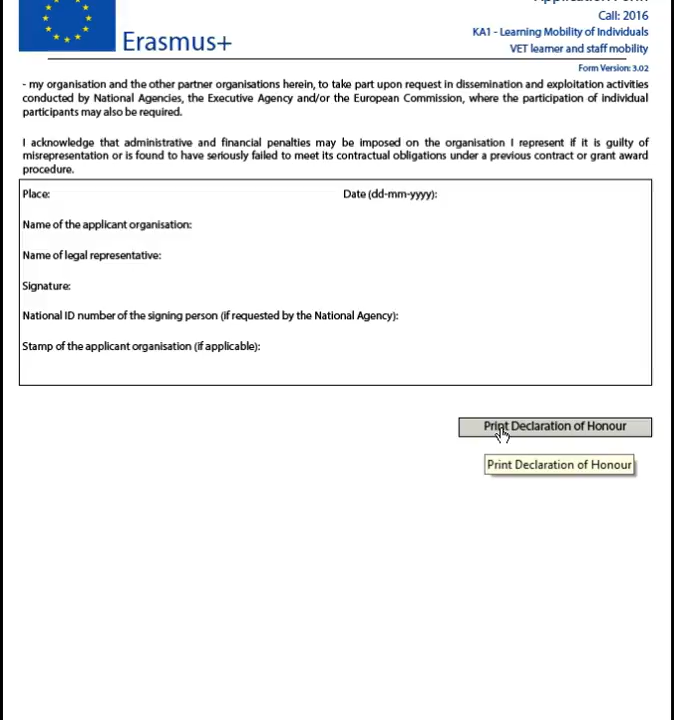 Call: 2016
Erasmus+
KA1 - Learning Mobility of Individuals
VET learner and staff mobility
Form Version: 3.02
- my organisation and the other partner organisations herein, to take part upon request in dissemination and exploitation activities
conducted by National Agencies, the Executive Agency and/or the European Commission, where the participation of individual
participants may also be required.
I acknowledge that administrative and financial penalties may be imposed on the organisation I represent if it is guilty of
misrepresentation or is found to have seriously failed to meet its contractual obligations under a previous contract or grant award
procedure.
Place: Date (dd-mm-yyyy):
Name of the applicant organisation:
Name of legal representative:
Signature:
National ID number of the signing person (if requested by the National Agency):
Stamp of the applicant organisation (if applicable):
Print Declaration of Honour
Print Declaration of Honour